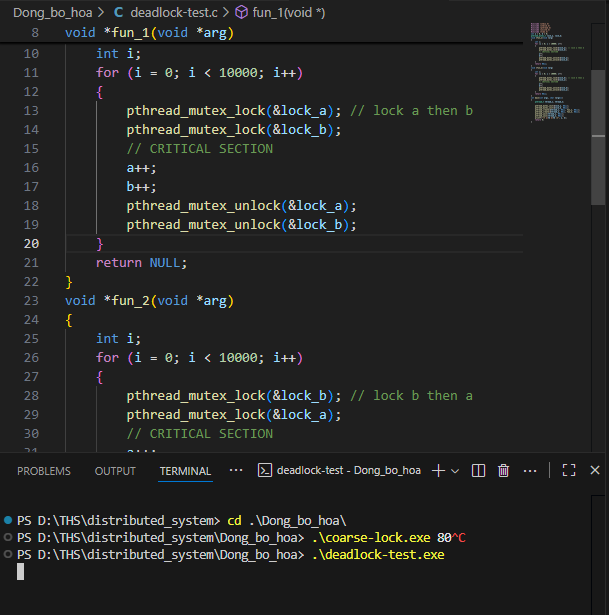 Dong_bo_hoa > C deadlock-test.c > fun_1(void *)
8 void *fun_1(void *arg)
10 int i;
11 for (i = 0; i < 10000; i++)
12 {
13 pthread_mutex_lock(&lock_a); // lock a then b
14 pthread_mutex_lock(&lock_b);
15 // CRITICAL SECTION
16 a++;
17 b++;
18 pthread_mutex_unlock(&lock_a);
19 pthread_mutex_unlock(&lock_b);
20 }
21 return NULL;
22 }
23 void *fun_2(void *arg)
24 {
25 int i;
26 for (i = 0; i < 10000; i++)
27 {
28 pthread_mutex_lock(&lock_b); // lock b then a
29 pthread_mutex_lock(&lock_a);
30 // CRITICAL SECTION
PROBLEMS OUTPUT TERMINAL ... deadlock-test - Dong_bo_hoa
PS D:\THS\distributed_system> cd .\Dong_bo_hoa\
PS D:\THS\distributed_system\Dong_bo_hoa> .\coarse-lock.exe 80^C
PS D:\THS\distributed_system\Dong_bo_hoa> .\deadlock-test.exe